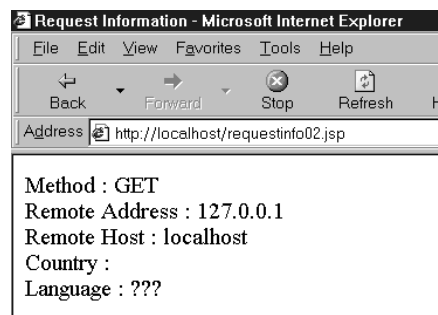 Request Information - Microsoft Internet Explorer
File Edit View Favorites Tools Help
Back Forward Stop Refresh H
Address http://localhost/requestinfo02.jsp
Method : GET
Remote Address : 127.0.0.1
Remote Host : localhost
Country :
Language : ???